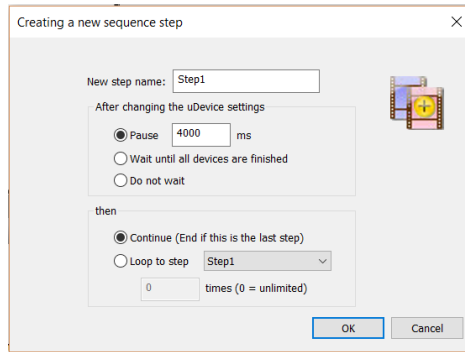 Creating a new sequence step
New step name: Step1
After changing the uDevice settings
Pause 4000 ms
Wait until all devices are finished
Do not wait
then
Continue (End if this is the last step)
Loop to step Step1
0 times (0 = unlimited)
OK Cancel